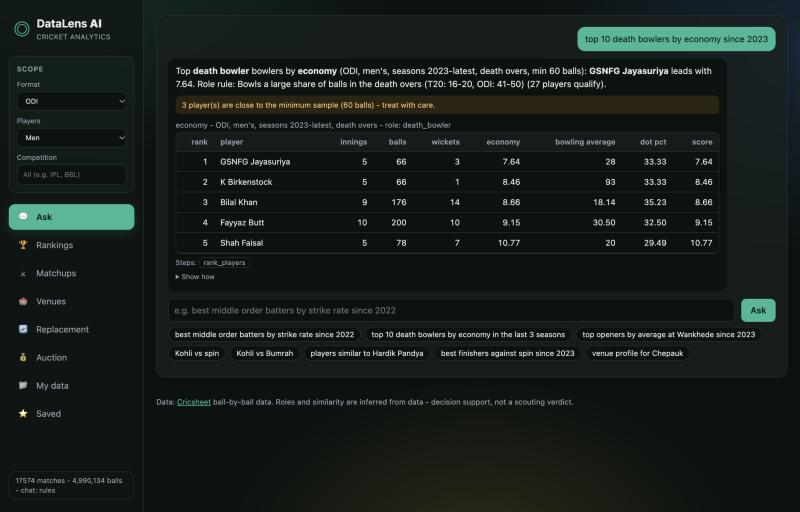 DataLens AI
CRICKET ANALYTICS
SCOPE
Format
ODI
Players
Men
Competition
All (e.g. IPL, BBL)
Ask
Rankings
Matchups
Venues
Replacement
Auction
My data
Saved
17574 matches - 4,990,134 balls
- chat: rules
top 10 death bowlers by economy since 2023
Top death bowler bowlers by economy (ODI, men's, seasons 2023-latest, death overs, min 60 balls): GSNFG Jayasuriya leads with
7.64. Role rule: Bowls a large share of balls in the death overs (T20: 16-20, ODI: 41-50) (27 players qualify).
3 player(s) are close to the minimum sample (60 balls) - treat with care.
economy - ODI, men's, seasons 2023-latest, death overs - role: death_bowler
rank player innings balls wickets economy bowling average dot pct score
1 GSNFG Jayasuriya 5 66 3 7.64 28 33.33 7.64
2 K Birkenstock 5 66 1 8.46 93 33.33 8.46
3 Bilal Khan 9 176 14 8.66 18.14 35.23 8.66
4 Fayyaz Butt 10 200 10 9.15 30.50 32.50 9.15
5 Shah Faisal 5 78 7 10.77 20 29.49 10.77
Steps: rank_players
Show how
e.g. best middle order batters by strike rate since 2022
Ask
best middle order batters by strike rate since 2022 top 10 death bowlers by economy in the last 3 seasons top openers by average at Wankhede since 2023
Kohli vs spin Kohli vs Bumrah players similar to Hardik Pandya best finishers against spin since 2023 venue profile for Chepauk
Data: Cricsheet ball-by-ball data. Roles and similarity are inferred from data - decision support, not a scouting verdict.